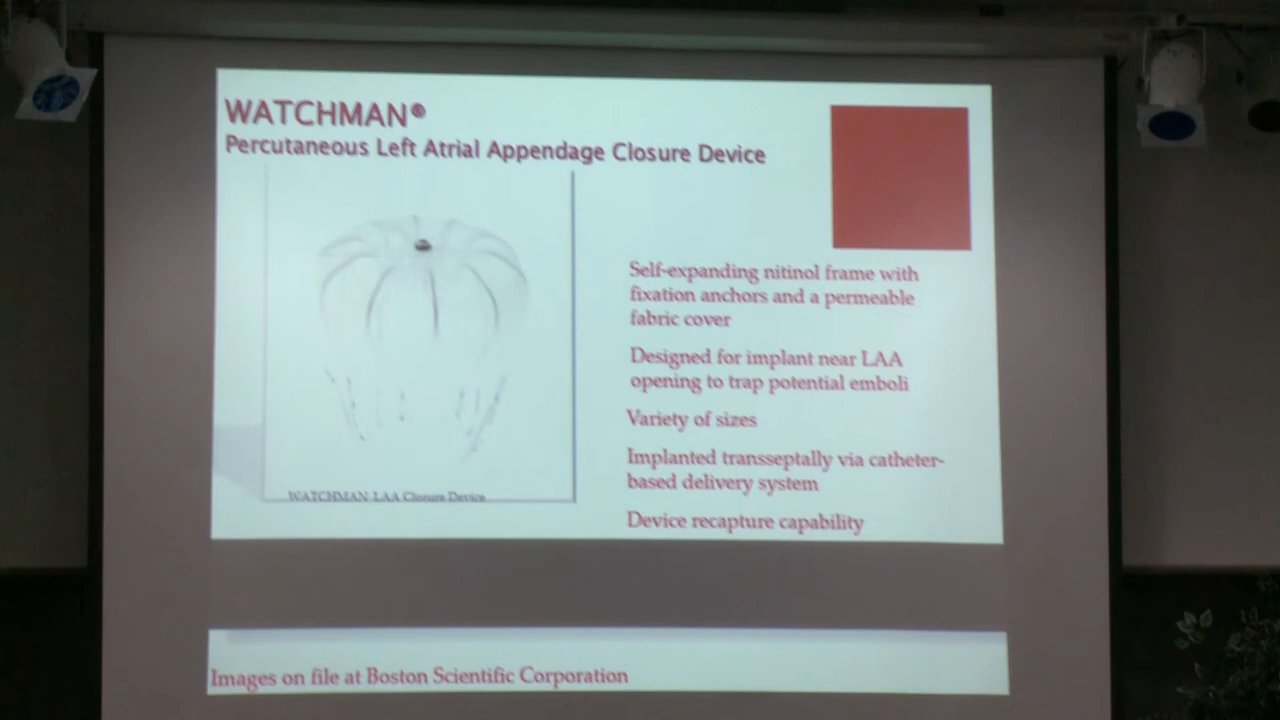 WATCHMAN®
Percutaneous Left Atrial Appendage Closure Device
Self-expanding nitinol frame with
fixation anchors and a permeable
fabric cover
Designed for implant near LAA
opening to trap potential emboli
Variety of sizes
Implanted transseptally via catheter-
based delivery system
Device recapture capability
WATCHMAN LAA Closure Device
Images on file at Boston Scientific Corporation